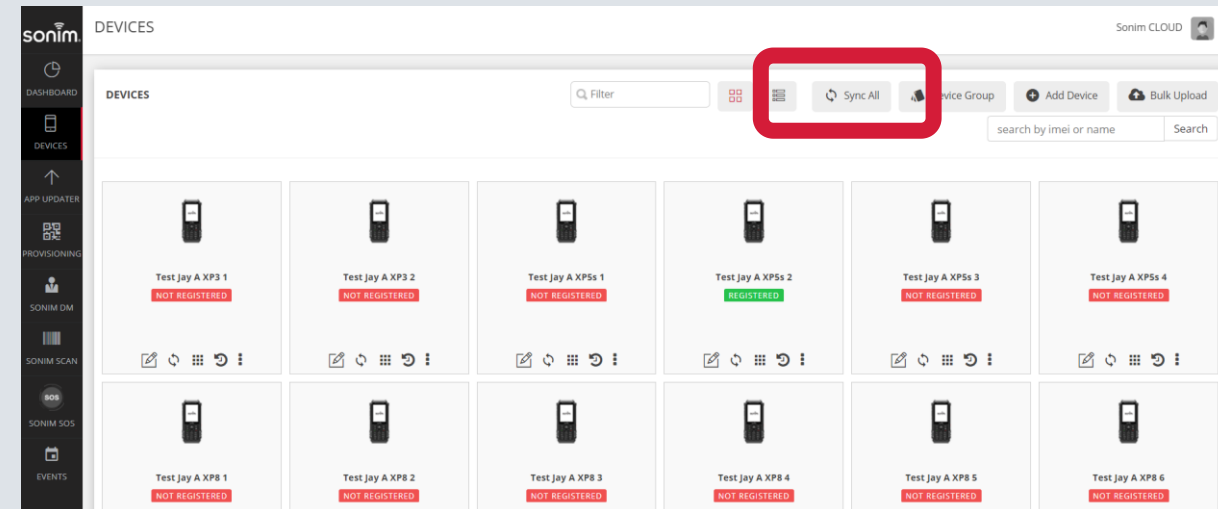 sonim
DEVICES
Sonim CLOUD
DASHBOARD
DEVICES
APP UPDATER
PROVISIONING
SONIM DM
SONIM SCAN
SOS
SONIM SOS
EVENTS
DEVICES
Filter
Sync All
evice Group
Add Device
Bulk Upload
search by imei or name
Search
Test Jay A XP3 1
NOT REGISTERED
Test Jay A XP3 2
NOT REGISTERED
Test Jay A XP5s 1
NOT REGISTERED
Test Jay A XP5s 2
REGISTERED
Test Jay A XP5s 3
NOT REGISTERED
Test Jay A XP5s 4
NOT REGISTERED
Test Jay A XP8 1
NOT REGISTERED
Test Jay A XP8 2
NOT REGISTERED
Test Jay A XP8 3
NOT REGISTERED
Test Jay A XP8 4
NOT REGISTERED
Test Jay A XP8 5
NOT REGISTERED
Test Jay A XP8 6
NOT REGISTERED